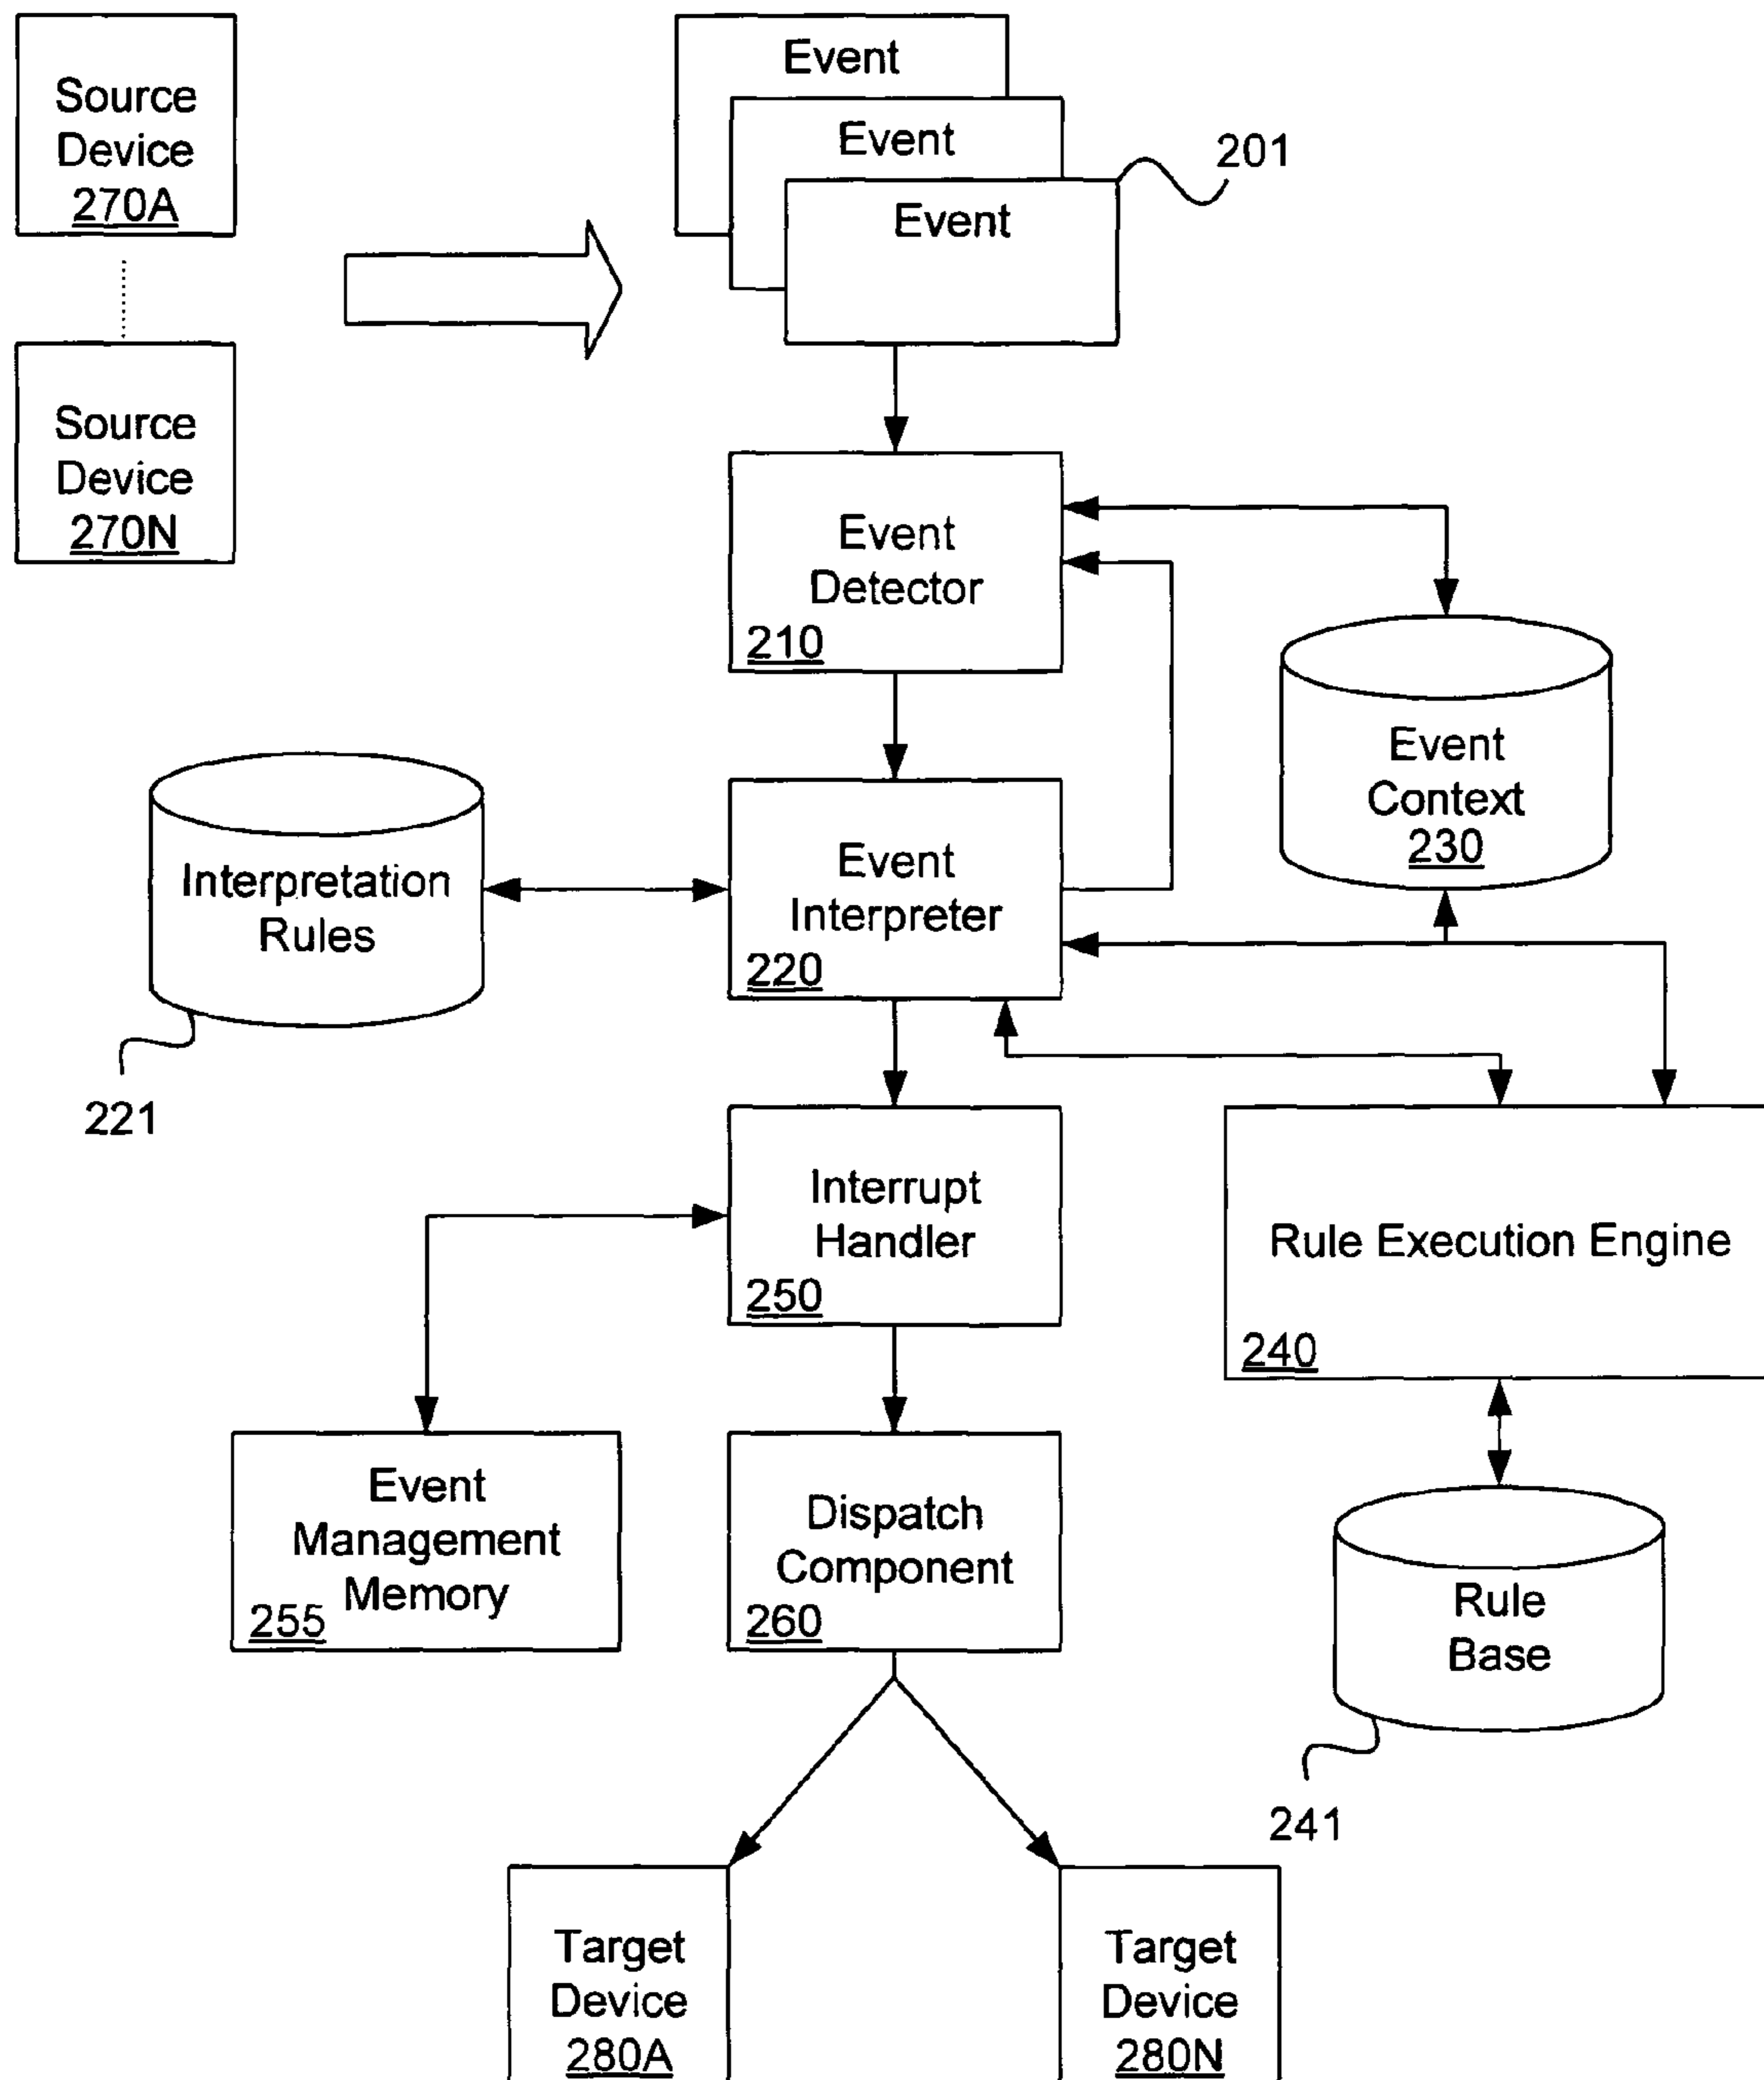 Source
Device
270A
Source
Device
270N
Event
Event
Event
201
Event
Detector
210
Event
Context
230
Interpretation
Rules
221
Event
Interpreter
220
Interrupt
Handler
250
Rule Execution Engine
240
Event
Management
Memory
255
Dispatch
Component
260
Rule
Base
241
Target
Device
280A
Target
Device
280N